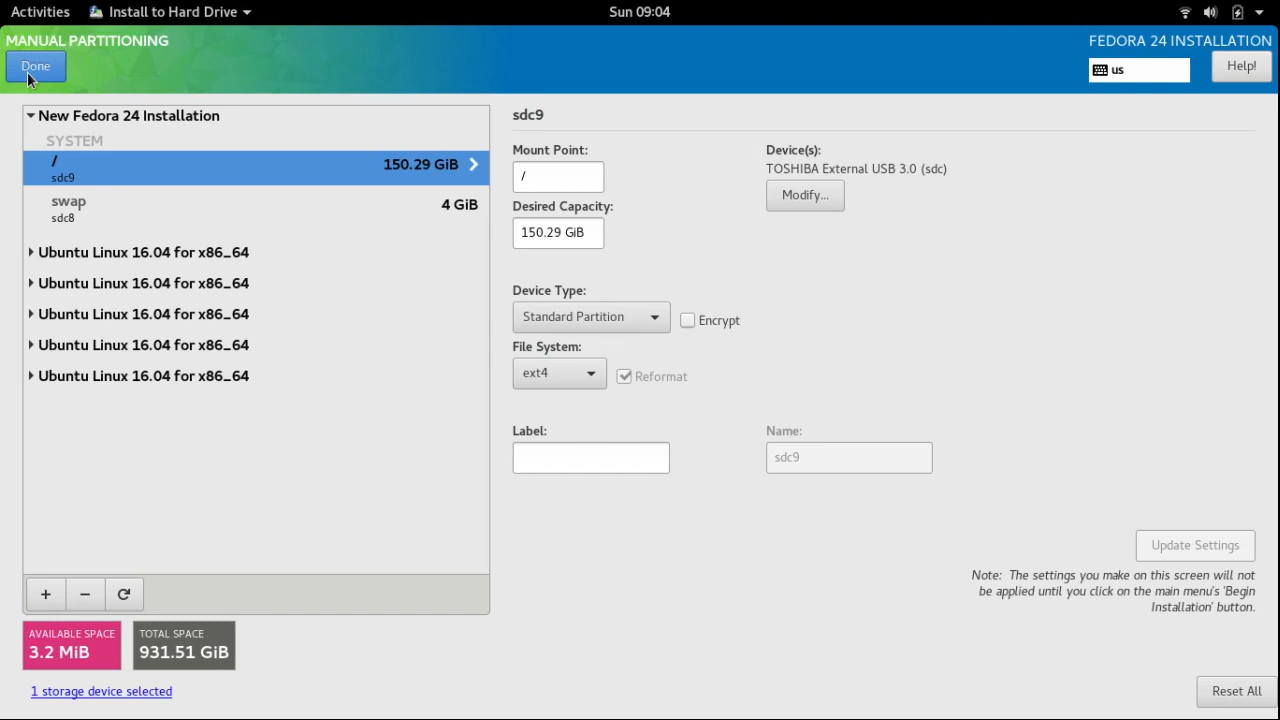 Activities Install to Hard Drive Sun 09:04
MANUAL PARTITIONING FEDORA 24 INSTALLATION
Done us Help!
New Fedora 24 Installation
SYSTEM
/ 150.29 GiB
sdc9
swap 4 GiB
sdc8
Ubuntu Linux 16.04 for x86_64
Ubuntu Linux 16.04 for x86_64
Ubuntu Linux 16.04 for x86_64
Ubuntu Linux 16.04 for x86_64
Ubuntu Linux 16.04 for x86_64
+ −
AVAILABLE SPACE
3.2 MiB
TOTAL SPACE
931.51 GiB
1 storage device selected
sdc9
Mount Point:
/
Desired Capacity:
150.29 GiB
Device(s):
TOSHIBA External USB 3.0 (sdc)
Modify...
Device Type:
Standard Partition Encrypt
File System:
ext4 Reformat
Label:
Name:
sdc9
Update Settings
Note: The settings you make on this screen will not
be applied until you click on the main menu's 'Begin
Installation' button.
Reset All